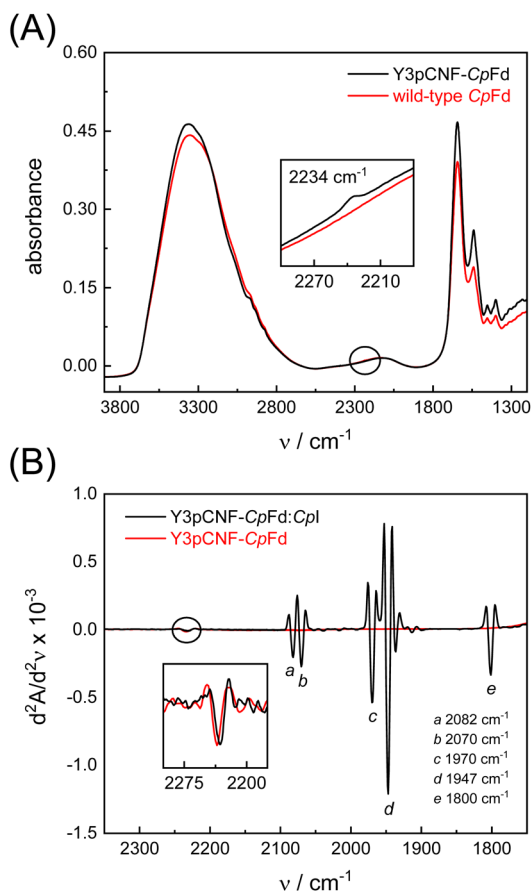 (A)
0.60
0.45
0.30
0.15
0.00
absorbance
Y3pCNF-CpFd
wild-type CpFd
2234 cm⁻¹
2270 2210
3800 3300 2800 2300 1800 1300
ν / cm⁻¹
(B)
1.0
0.5
0.0
-0.5
-1.0
-1.5
d²A/d²ν x 10⁻³
Y3pCNF-CpFd:CpI
Y3pCNF-CpFd
2275 2200
a
b
c
d
e
a 2082 cm⁻¹
b 2070 cm⁻¹
c 1970 cm⁻¹
d 1947 cm⁻¹
e 1800 cm⁻¹
2300 2200 2100 2000 1900 1800
ν / cm⁻¹